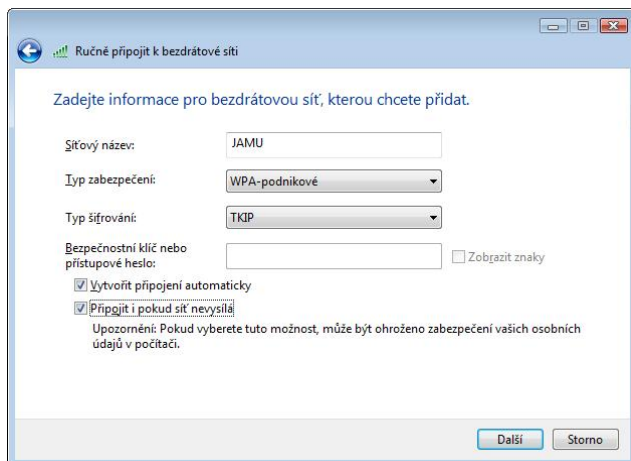 Ručně připojit k bezdrátové síti
Zadejte informace pro bezdrátovou síť, kterou chcete přidat.
Síťový název:
JAMU
Typ zabezpečení:
WPA-podnikové
Typ šifrování:
TKIP
Bezpečnostní klíč nebo
přístupové heslo:
Zobrazit znaky
Vytvořit připojení automaticky
Připojit i pokud síť nevysílá
Upozornění: Pokud vyberete tuto možnost, může být ohroženo zabezpečení vašich osobních
údajů v počítači.
Další
Storno